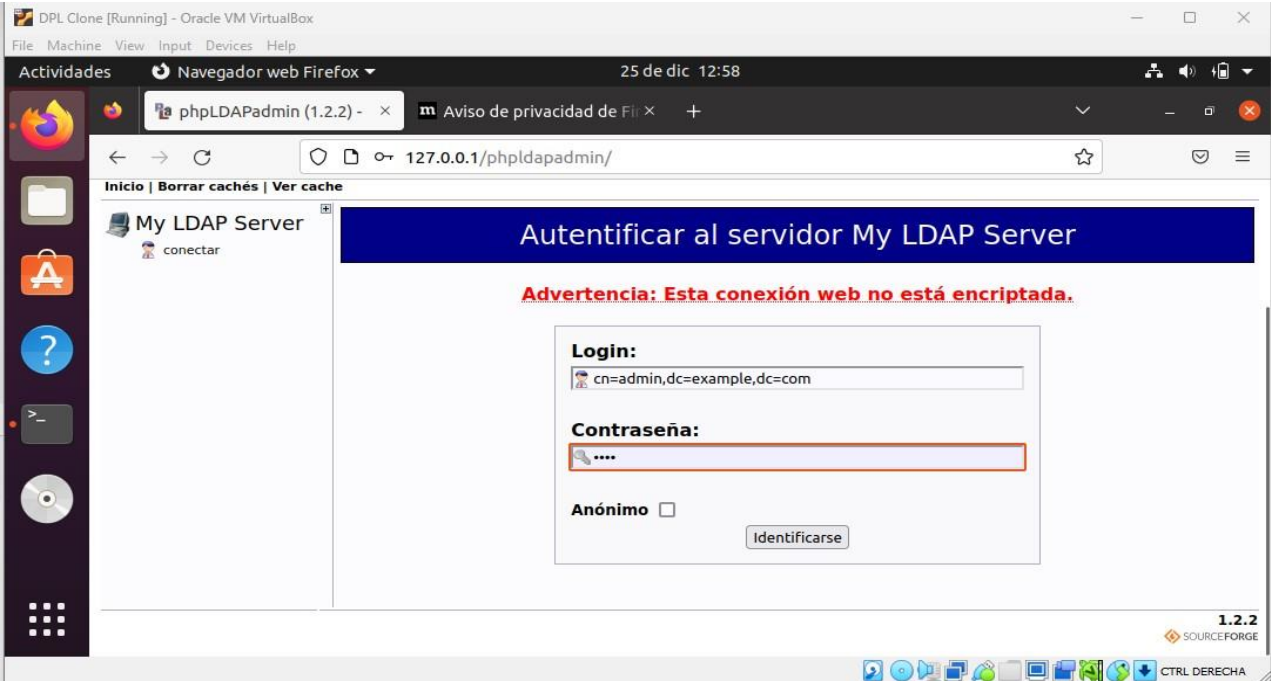 DPL Clone [Running] - Oracle VM VirtualBox
File Machine View Input Devices Help
Actividades Navegador web Firefox 25 de dic 12:58
phpLDAPadmin (1.2.2) - Aviso de privacidad de Fir
127.0.0.1/phpldapadmin/
Inicio | Borrar cachés | Ver cache
My LDAP Server
conectar
Autentificar al servidor My LDAP Server
Advertencia: Esta conexión web no está encriptada.
Login:
cn=admin,dc=example,dc=com
Contraseña:
••••
Anónimo
Identificarse
1.2.2
SOURCEFORGE
CTRL DERECHA